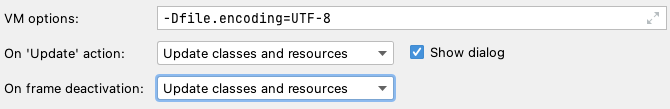 VM options: -Dfile.encoding=UTF-8
On 'Update' action: Update classes and resources Show dialog
On frame deactivation: Update classes and resources